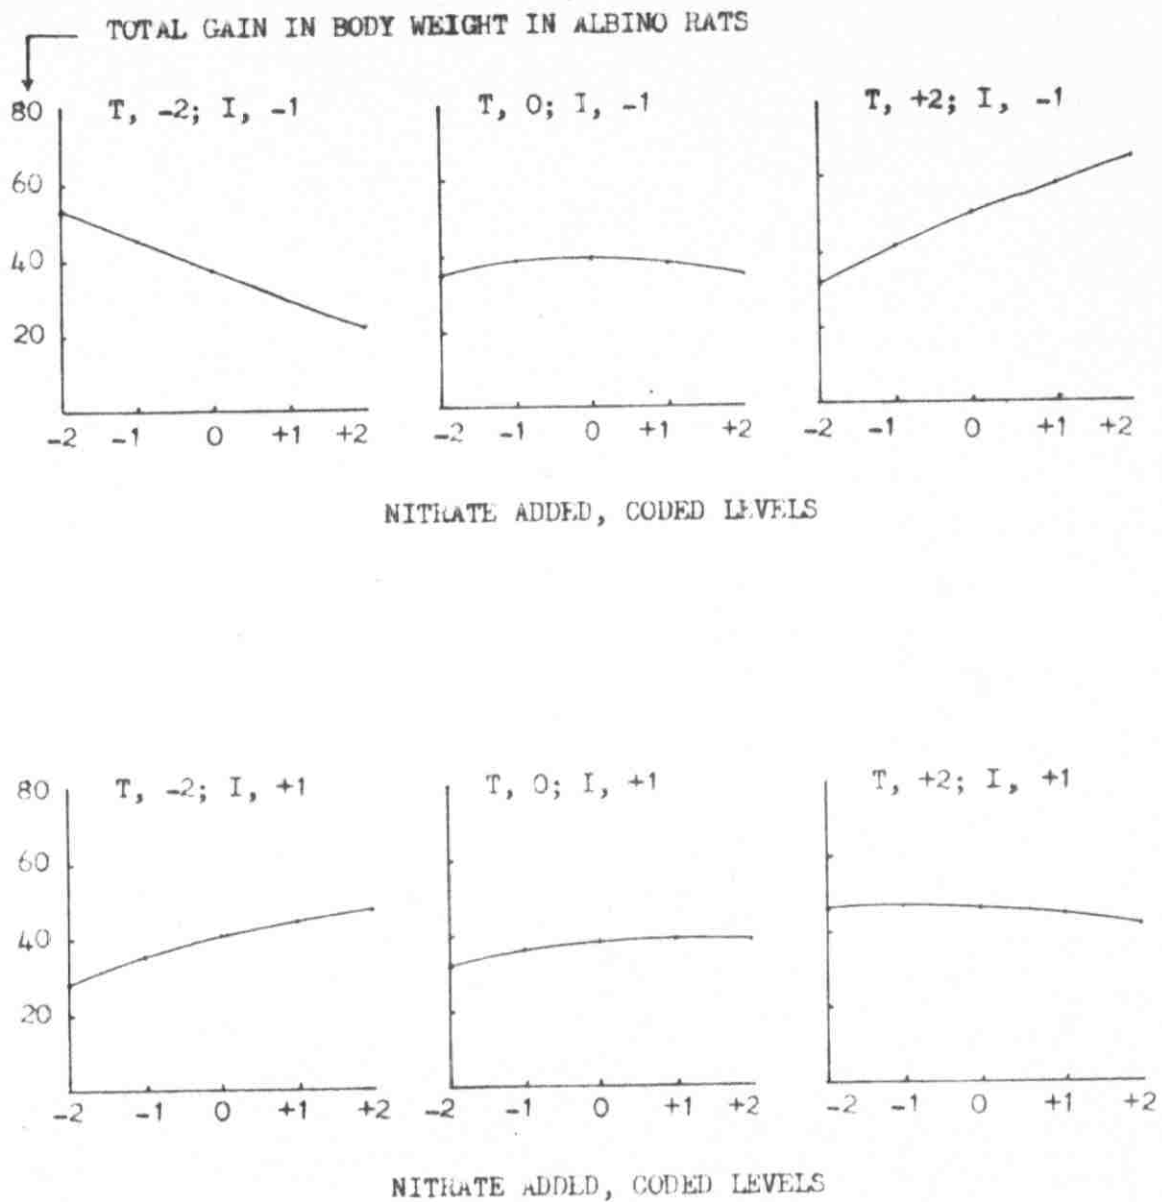 TOTAL GAIN IN BODY WEIGHT IN ALBINO RATS
T, -2; I, -1
T, 0; I, -1
T, +2; I, -1
80
60
40
20
-2 -1 0 +1 +2
-2 -1 0 +1 +2
-2 -1 0 +1 +2
NITRATE ADDED, CODED LEVELS
T, -2; I, +1
T, 0; I, +1
T, +2; I, +1
80
60
40
20
-2 -1 0 +1 +2
-2 -1 0 +1 +2
-2 -1 0 +1 +2
NITRATE ADDED, CODED LEVELS